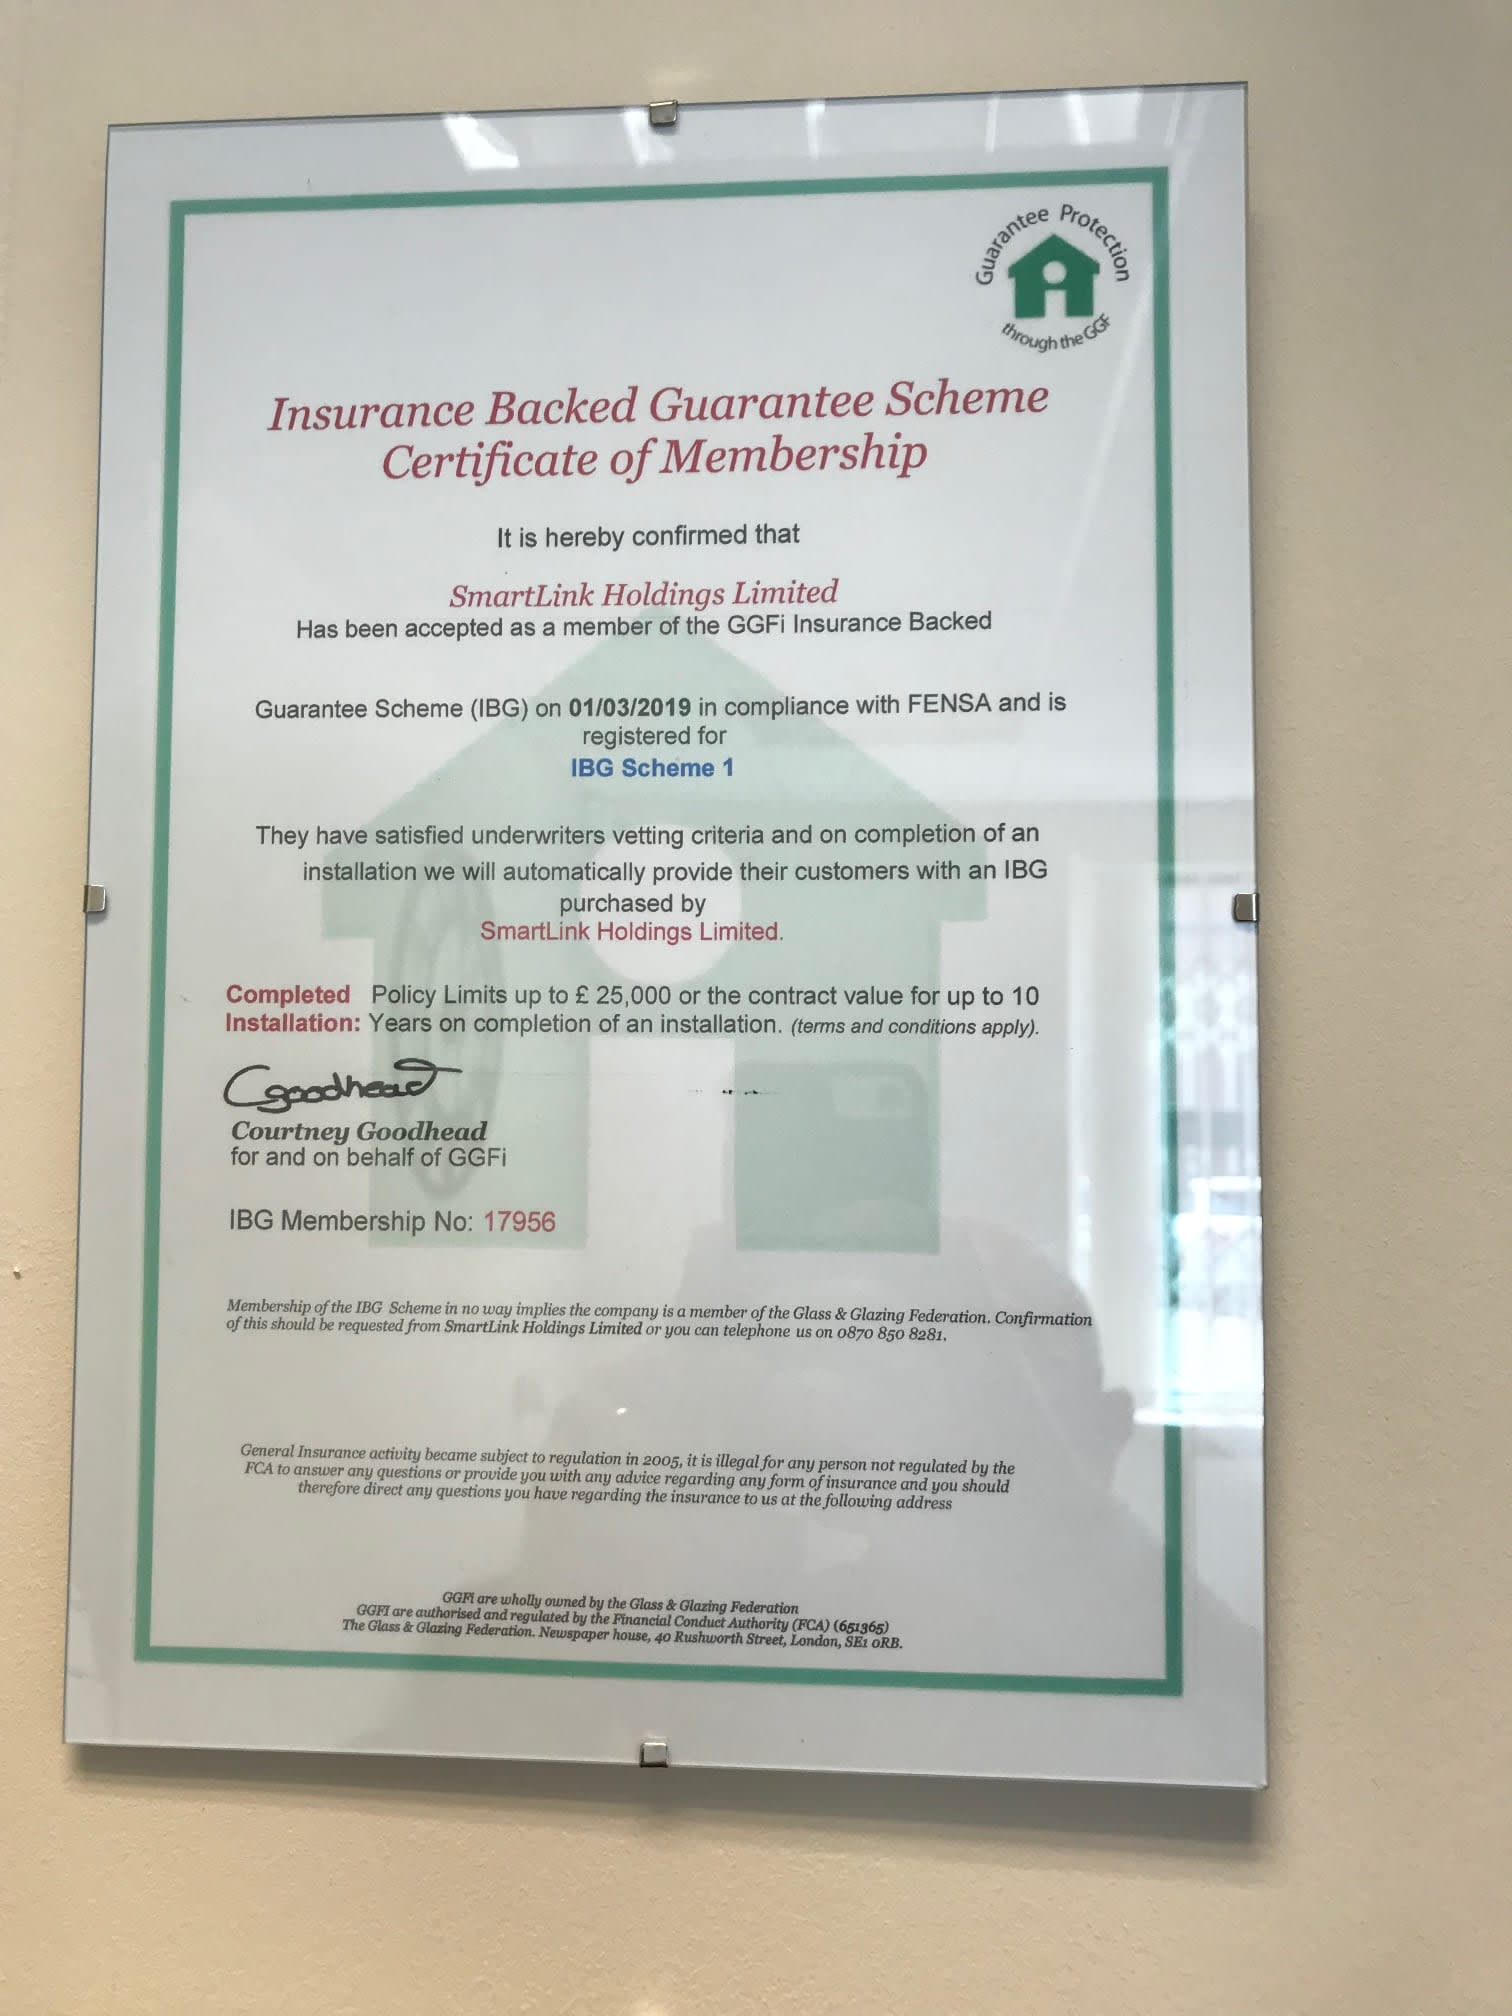 Guarantee Protection
through the GGF
Insurance Backed Guarantee Scheme
Certificate of Membership
It is hereby confirmed that
SmartLink Holdings Limited
Has been accepted as a member of the GGFi Insurance Backed
Guarantee Scheme (IBG) on 01/03/2019 in compliance with FENSA and is
registered for
IBG Scheme 1
They have satisfied underwriters vetting criteria and on completion of an
installation we will automatically provide their customers with an IBG
purchased by
SmartLink Holdings Limited.
Completed Policy Limits up to £ 25,000 or the contract value for up to 10
Installation: Years on completion of an installation. (terms and conditions apply).
Cgoodhead
Courtney Goodhead
for and on behalf of GGFi
IBG Membership No: 17956
Membership of the IBG Scheme in no way implies the company is a member of the Glass & Glazing Federation. Confirmation
of this should be requested from SmartLink Holdings Limited or you can telephone us on 0870 850 8281.
General Insurance activity became subject to regulation in 2005, it is illegal for any person not regulated by the
FCA to answer any questions or provide you with any advice regarding any form of insurance and you should
therefore direct any questions you have regarding the insurance to us at the following address
GGFi are wholly owned by the Glass & Glazing Federation
GGFI are authorised and regulated by the Financial Conduct Authority (FCA) (651365)
The Glass & Glazing Federation. Newspaper house, 40 Rushworth Street, London, SE1 0RB.